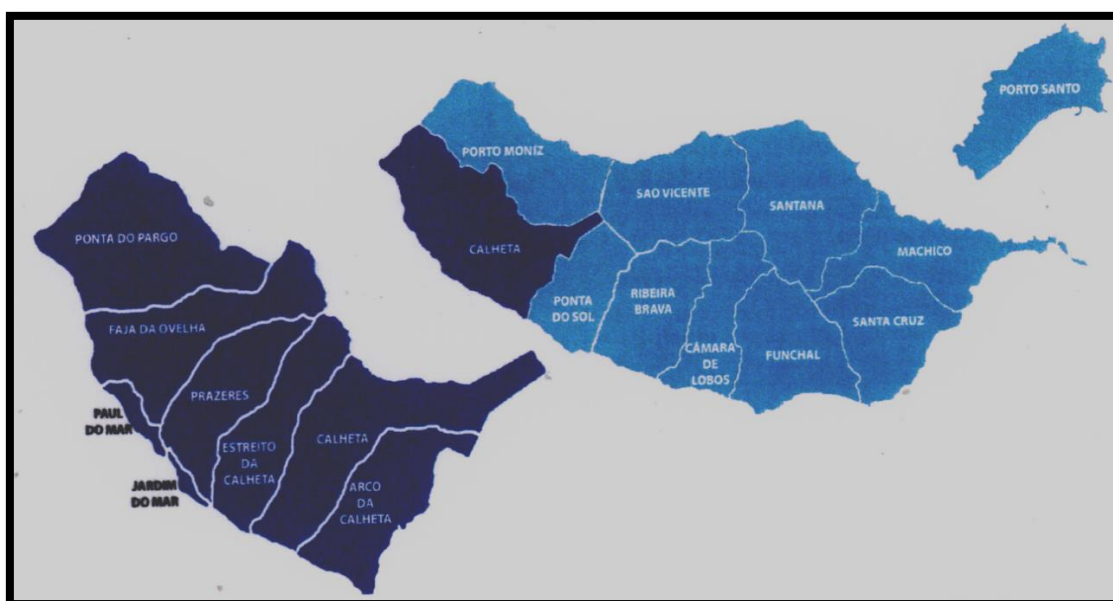 PORTO SANTO
PORTO MONIZ
SAO VICENTE
SANTANA
CALHETA
MACHICO
PONTA
DO SOL
RIBEIRA
BRAVA
CÂMARA
DE
LOBOS
FUNCHAL
SANTA CRUZ
PONTA DO PARGO
FAJA DA OVELHA
PRAZERES
PAUL
DO MAR
ESTREITO
DA
CALHETA
CALHETA
JARDIM
DO MAR
ARCO
DA
CALHETA